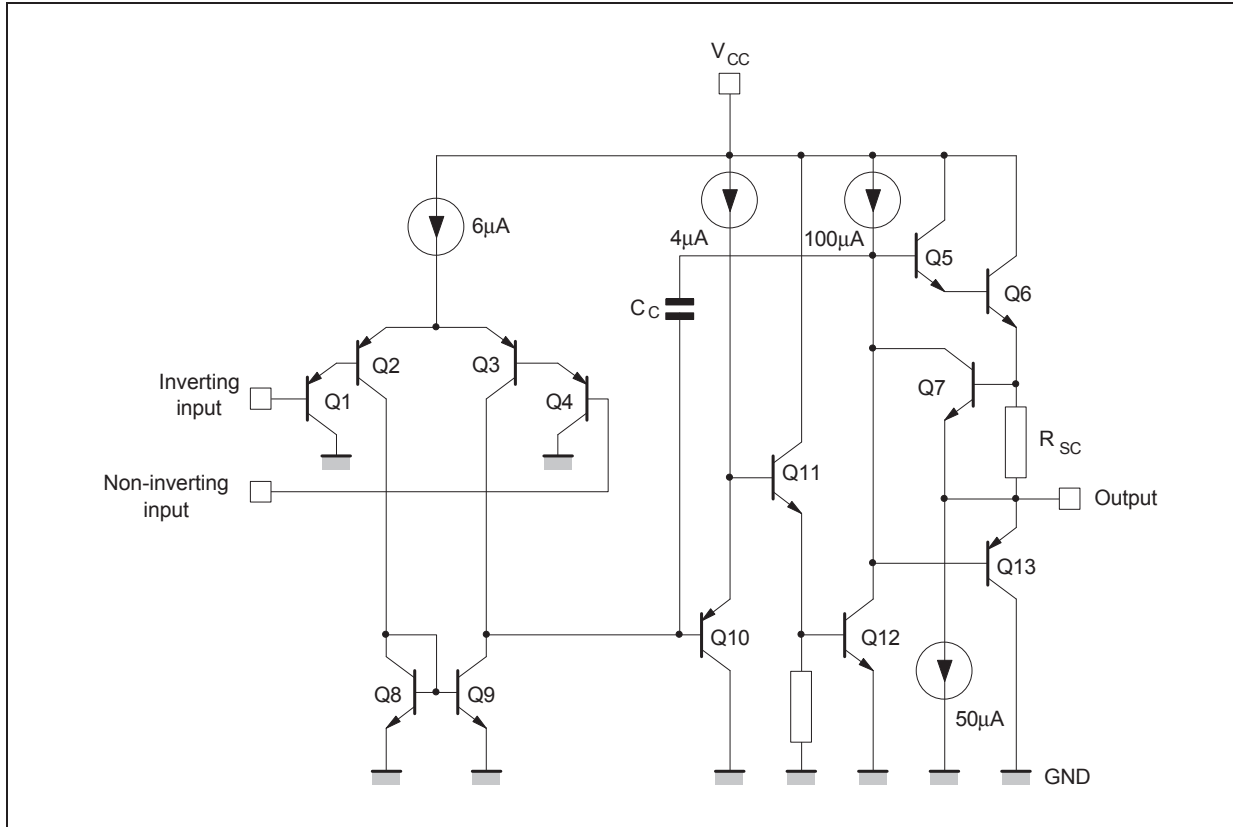 VCC
6μA
4μA
100μA
Q5
Q6
CC
Q2
Q3
Q7
Inverting
input
Q1
Q4
RSC
Q11
Non-inverting
input
Output
Q13
Q10
Q12
Q8
Q9
50μA
GND